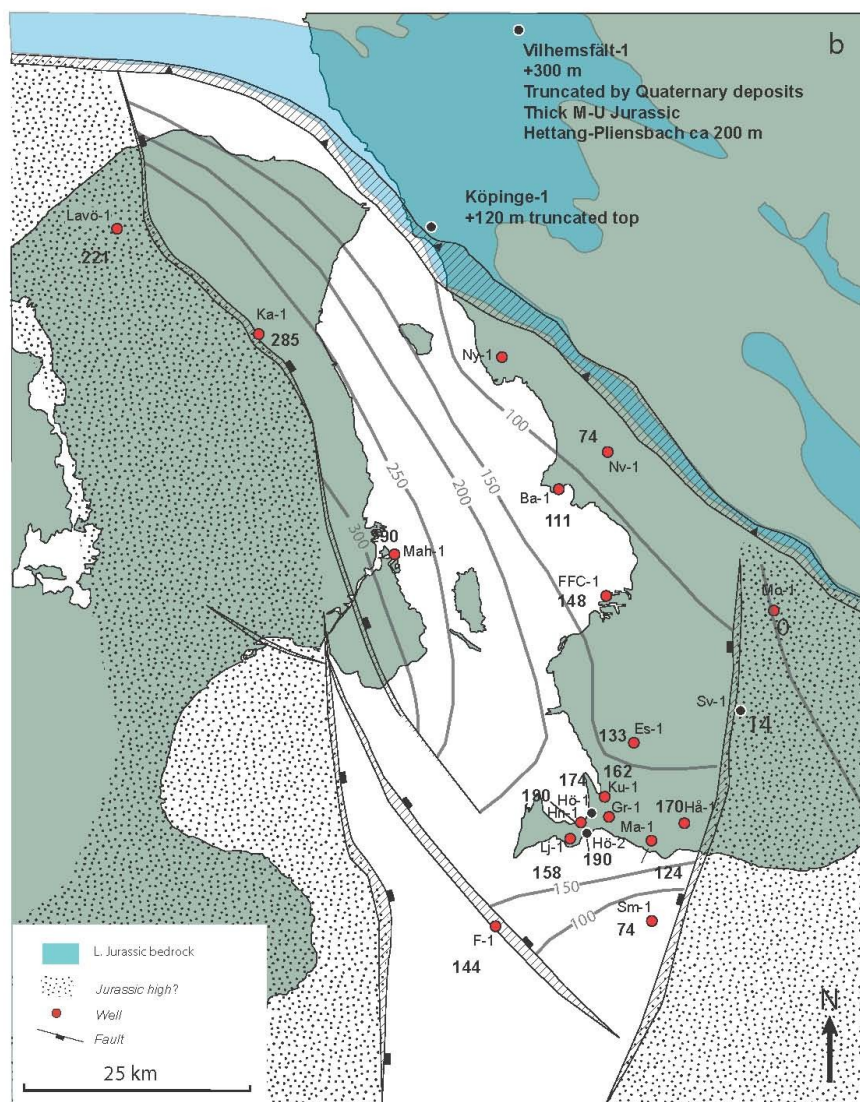 b
Vilhemsfält-1
+300 m
Truncated by Quaternary deposits
Thick M-U Jurassic
Hettang-Pliensbach ca 200 m
Köpinge-1
+120 m truncated top
Lavö-1
221
Ka-1
285
Ny-1
100
74
Nv-1
250
200
150
Ba-1
111
300
290
Mah-1
FFC-1
148
Mo-1
0
Sv-1
14
133
Es-1
162
174
Ku-1
190
Hö-1
Gr-1
170
Hå-1
Hn-1
Ma-1
Lj-1
Hö-2
158
190
124
150
100
Sm-1
74
F-1
144
L. Jurassic bedrock
Jurassic high?
Well
Fault
25 km
N